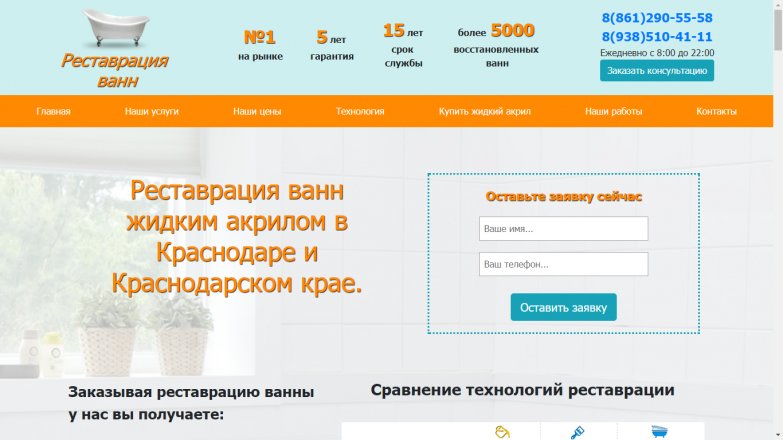 Реставрация
ванн
№1
на рынке
5 лет
гарантия
15 лет
срок
службы
более 5000
восстановленных
ванн
8(861)290-55-58
8(938)510-41-11
Ежедневно с 8:00 до 22:00
Заказать консультацию
Главная Наши услуги Наши цены Технология Купить жидкий акрил Наши работы Контакты
Реставрация ванн
жидким акрилом в
Краснодаре и
Краснодарском крае.
Оставьте заявку сейчас
Ваше имя...
Ваш телефон...
Оставить заявку
Заказывая реставрацию ванны
у нас вы получаете:
Сравнение технологий реставрации